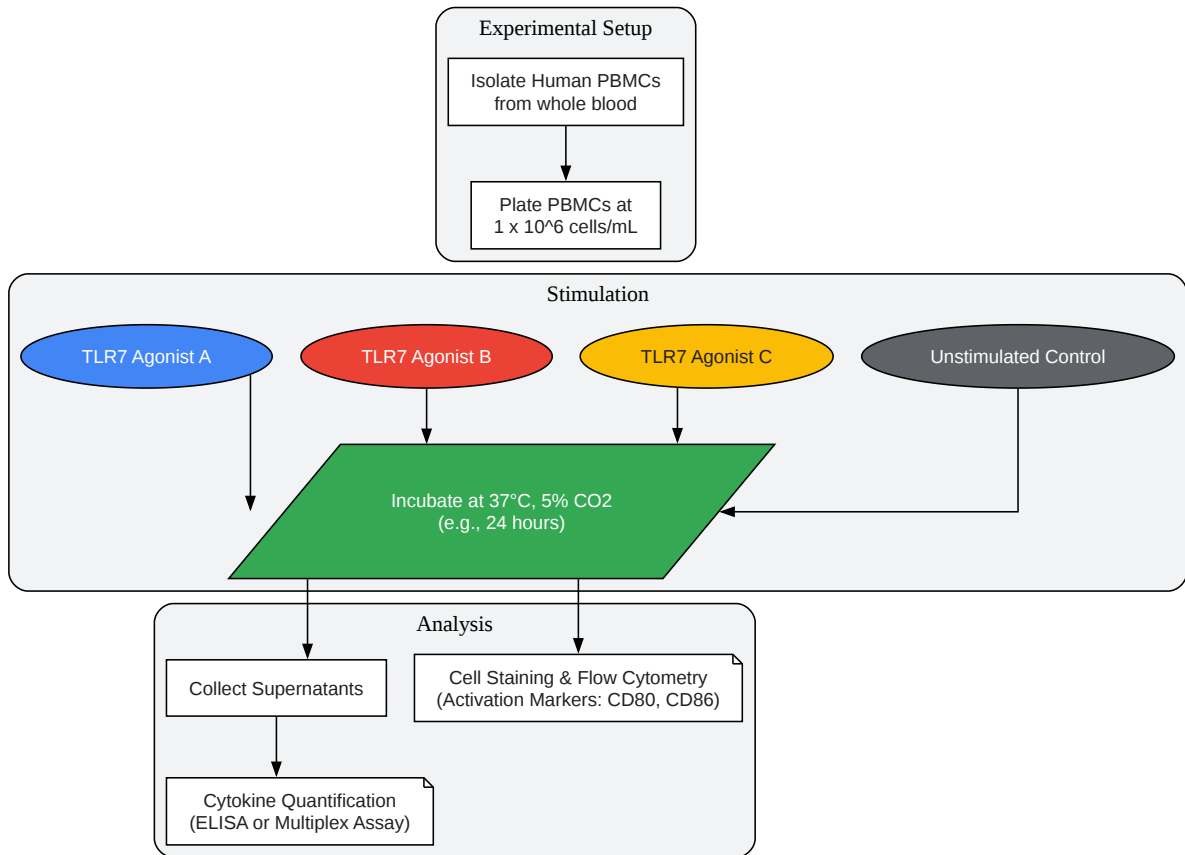 Experimental Setup
Isolate Human PBMCs
from whole blood
Plate PBMCs at
1 x 10^6 cells/mL
Stimulation
TLR7 Agonist A
TLR7 Agonist B
TLR7 Agonist C
Unstimulated Control
Incubate at 37°C, 5% CO2
(e.g., 24 hours)
Analysis
Collect Supernatants
Cell Staining & Flow Cytometry
(Activation Markers: CD80, CD86)
Cytokine Quantification
(ELISA or Multiplex Assay)